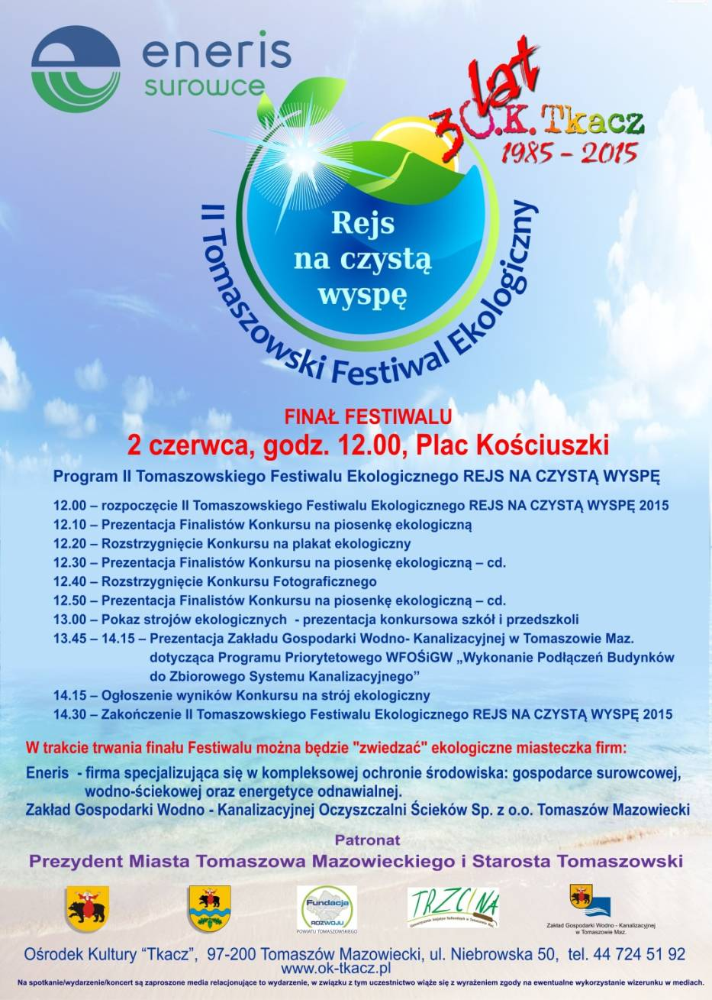 eneris
surowce
30 lat
O.K. Tkacz
1985 - 2015
Rejs
na czystą
wyspę
II Tomaszowski Festiwal Ekologiczny
FINAŁ FESTIWALU
2 czerwca, godz. 12.00, Plac Kościuszki
Program II Tomaszowskiego Festiwalu Ekologicznego REJS NA CZYSTĄ WYSPĘ
12.00 – rozpoczęcie II Tomaszowskiego Festiwalu Ekologicznego REJS NA CZYSTĄ WYSPĘ 2015
12.10 – Prezentacja Finalistów Konkursu na piosenkę ekologiczną
12.20 – Rozstrzygnięcie Konkursu na plakat ekologiczny
12.30 – Prezentacja Finalistów Konkursu na piosenkę ekologiczną – cd.
12.40 – Rozstrzygnięcie Konkursu Fotograficznego
12.50 – Prezentacja Finalistów Konkursu na piosenkę ekologiczną – cd.
13.00 – Pokaz strojów ekologicznych - prezentacja konkursowa szkół i przedszkoli
13.45 – 14.15 – Prezentacja Zakładu Gospodarki Wodno- Kanalizacyjnej w Tomaszowie Maz.
dotycząca Programu Priorytetowego WFOŚiGW „Wykonanie Podłączeń Budynków
do Zbiorowego Systemu Kanalizacyjnego”
14.15 – Ogłoszenie wyników Konkursu na strój ekologiczny
14.30 – Zakończenie II Tomaszowskiego Festiwalu Ekologicznego REJS NA CZYSTĄ WYSPĘ 2015
W trakcie trwania finału Festiwalu można będzie "zwiedzać" ekologiczne miasteczka firm:
Eneris - firma specjalizująca się w kompleksowej ochronie środowiska: gospodarce surowcowej,
wodno-ściekowej oraz energetyce odnawialnej.
Zakład Gospodarki Wodno - Kanalizacyjnej Oczyszczalni Ścieków Sp. z o.o. Tomaszów Mazowiecki
Patronat
Prezydent Miasta Tomaszowa Mazowieckiego i Starosta Tomaszowski
Fundacja
ROZWOJU
POWIATU TOMASZOWSKIEGO
TRZCINA
Stowarzyszenie Inicjatyw Kulturalnych w Tomaszowie Maz.
Zakład Gospodarki Wodno - Kanalizacyjnej
w Tomaszowie Maz.
Ośrodek Kultury “Tkacz”, 97-200 Tomaszów Mazowiecki, ul. Niebrowska 50, tel. 44 724 51 92
www.ok-tkacz.pl
Na spotkanie/wydarzenie/koncert są zaproszone media relacjonujące to wydarzenie, w związku z tym uczestnictwo wiąże się z wyrażeniem zgody na ewentualne wykorzystanie wizerunku w mediach.